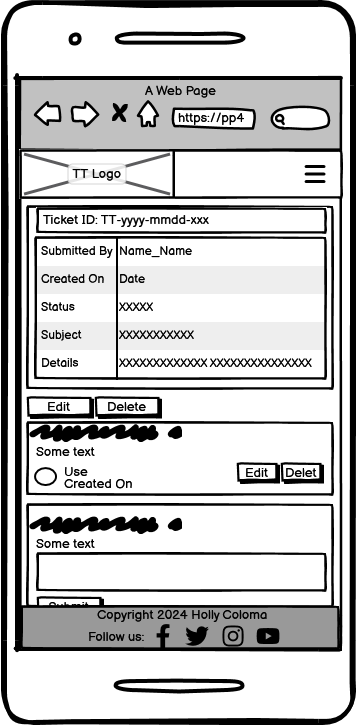 A Web Page
https://pp4
TT Logo
Ticket ID: TT-yyyy-mmdd-xxx
Submitted By Name_Name
Created On Date
Status XXXXX
Subject XXXXXXXXXXX
Details XXXXXXXXXXXXX XXXXXXXXXXXXXXX
Edit Delete
Some text
Use
Created On
Edit Delet
Some text
Submit
Copyright 2024 Holly Coloma
Follow us: